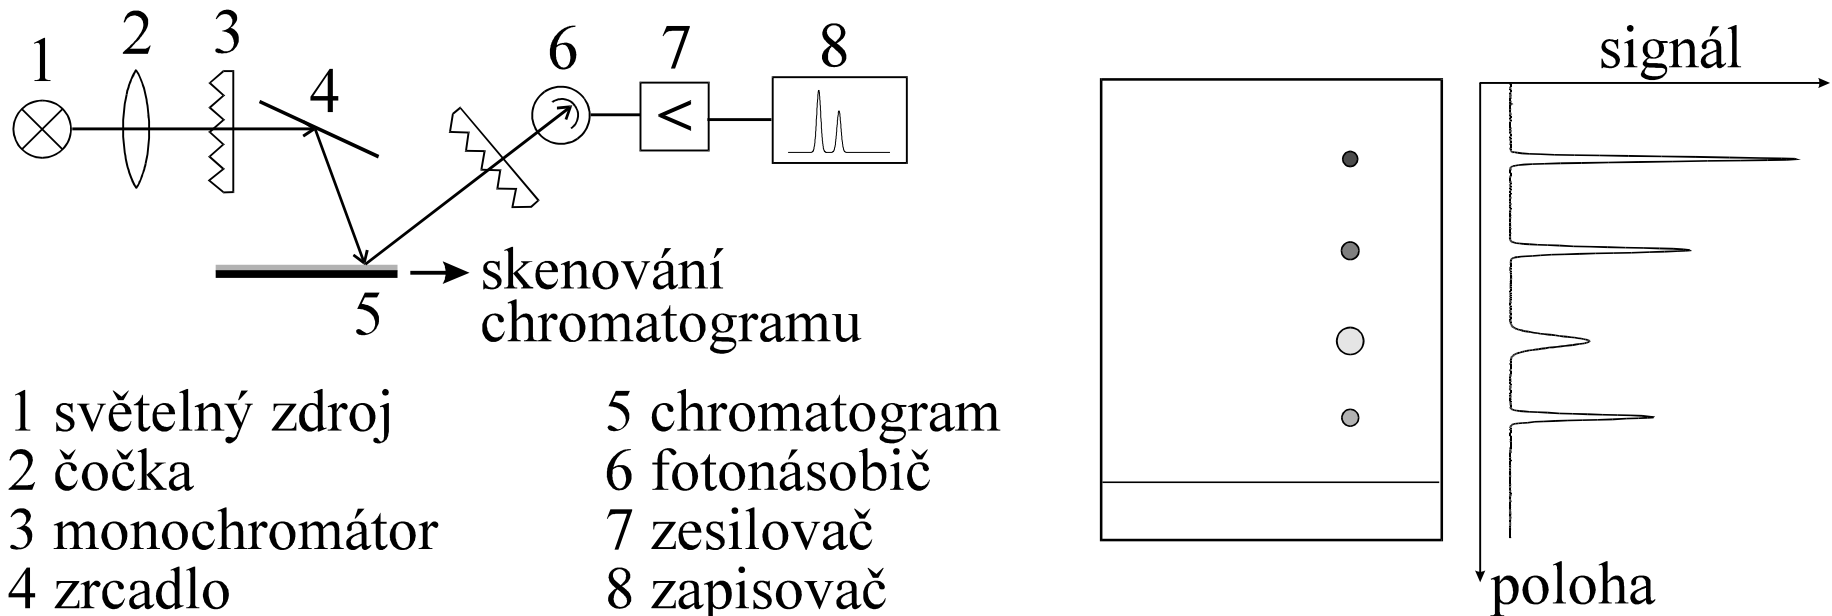 1
2
3
4
6
7
8
<
5
skenování
chromatogramu
1 světelný zdroj
2 čočka
3 monochromátor
4 zrcadlo
5 chromatogram
6 fotonásobič
7 zesilovač
8 zapisovač
signál
poloha